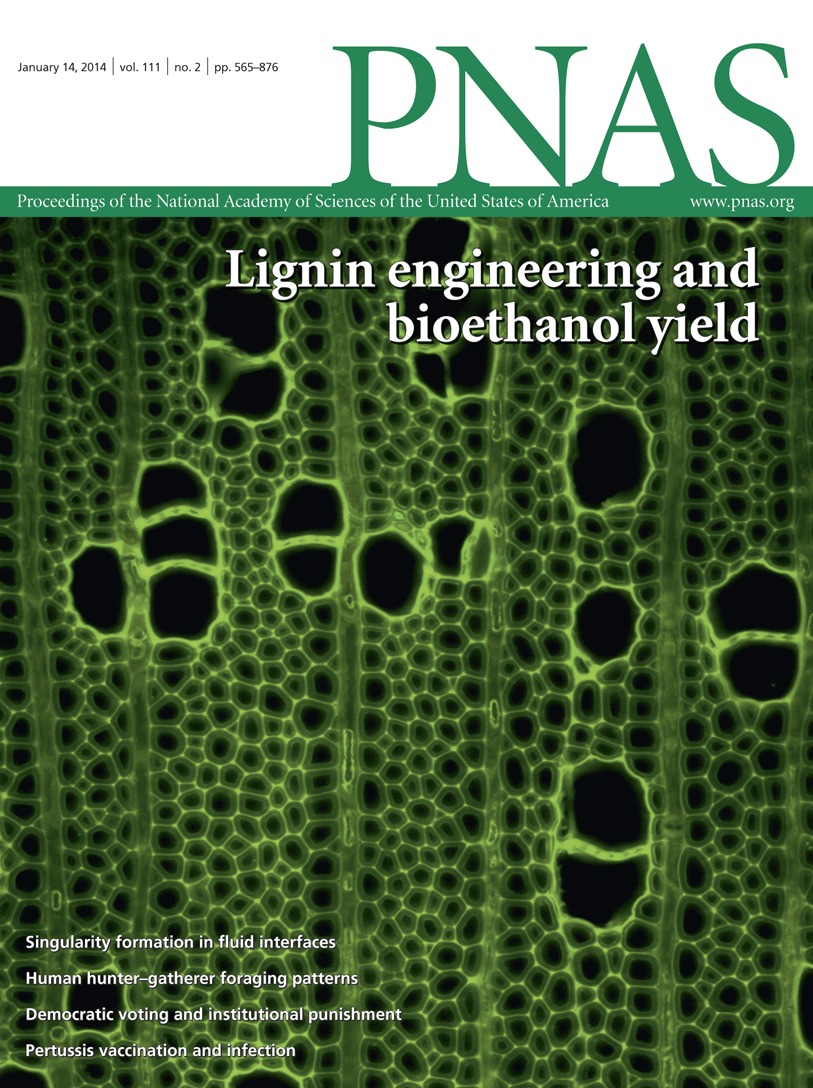 January 14, 2014 | vol. 111 | no. 2 | pp. 565–876
PNAS
Proceedings of the National Academy of Sciences of the United States of America www.pnas.org
Lignin engineering and
bioethanol yield
Singularity formation in fluid interfaces
Human hunter–gatherer foraging patterns
Democratic voting and institutional punishment
Pertussis vaccination and infection